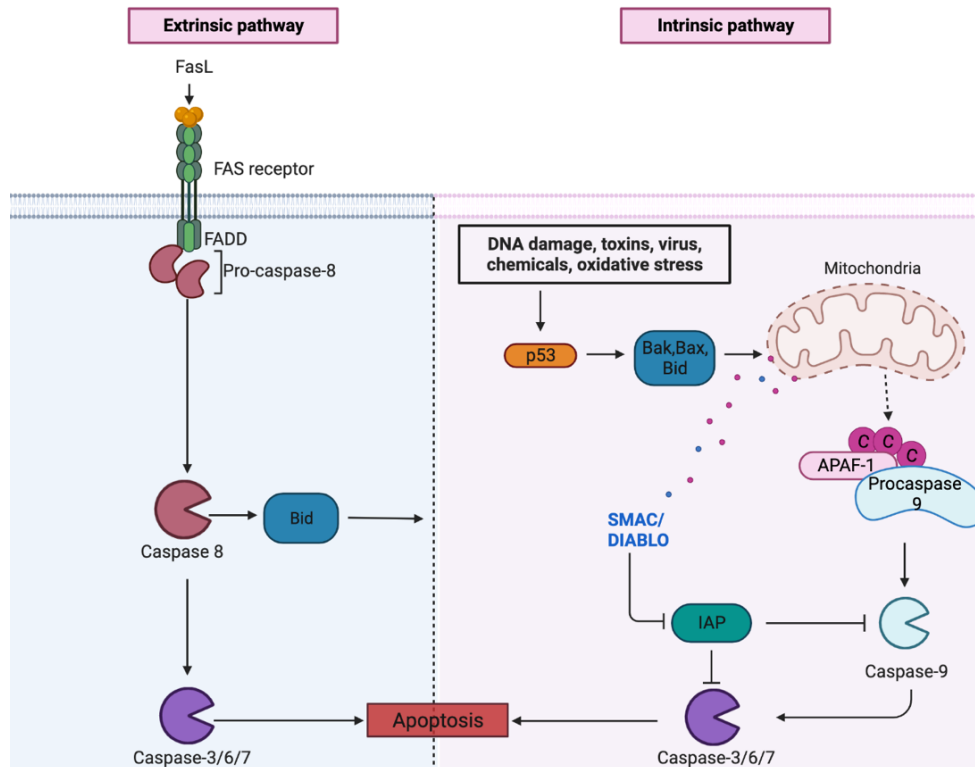 Extrinsic pathway
Intrinsic pathway
FasL
FAS receptor
FADD
Pro-caspase-8
Caspase 8
Bid
Caspase-3/6/7
Apoptosis
DNA damage, toxins, virus,
chemicals, oxidative stress
p53
Bak,Bax,
Bid
Mitochondria
C
C
C
APAF-1
Procaspase
9
SMAC/
DIABLO
IAP
Caspase-9
Caspase-3/6/7